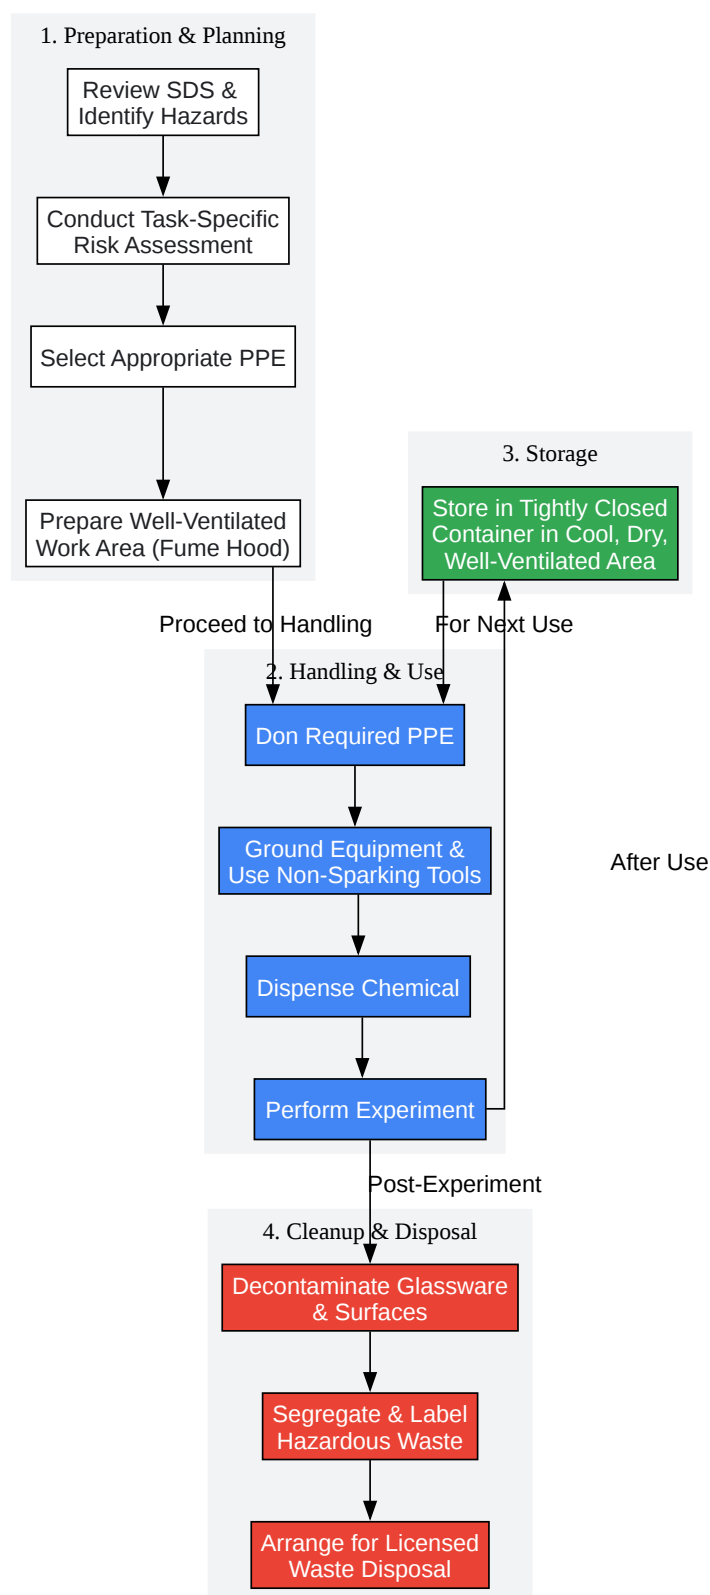 1. Preparation & Planning
Review SDS &
Identify Hazards
Conduct Task-Specific
Risk Assessment
Select Appropriate PPE
Prepare Well-Ventilated
Work Area (Fume Hood)
3. Storage
Store in Tightly Closed
Container in Cool, Dry,
Well-Ventilated Area
Proceed to Handling
For Next Use
2. Handling & Use
Don Required PPE
Ground Equipment &
Use Non-Sparking Tools
After Use
Dispense Chemical
Perform Experiment
Post-Experiment
4. Cleanup & Disposal
Decontaminate Glassware
& Surfaces
Segregate & Label
Hazardous Waste
Arrange for Licensed
Waste Disposal